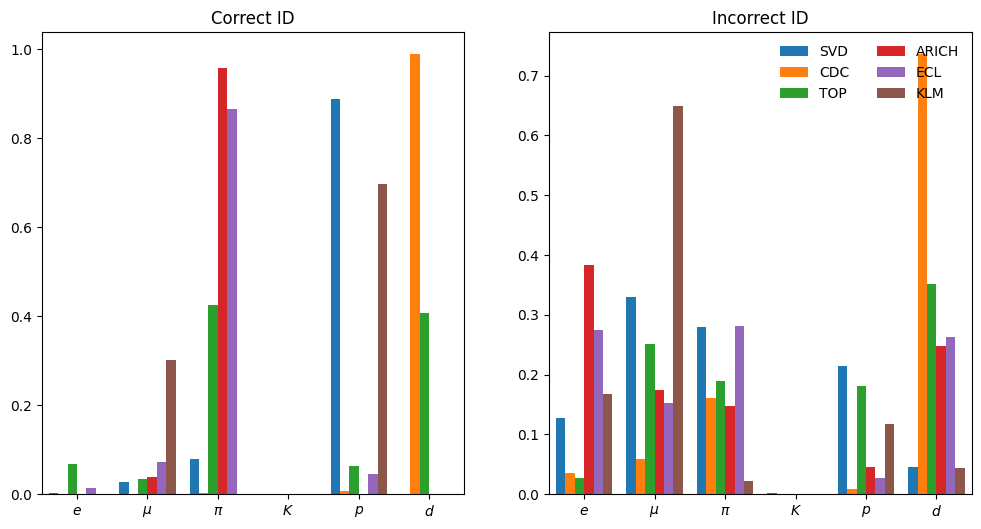 Correct ID
1.0
0.8
0.6
0.4
0.2
0.0
e μ π K p d
Incorrect ID
0.7
0.6
0.5
0.4
0.3
0.2
0.1
0.0
SVD ARICH
CDC ECL
TOP KLM
e μ π K p d